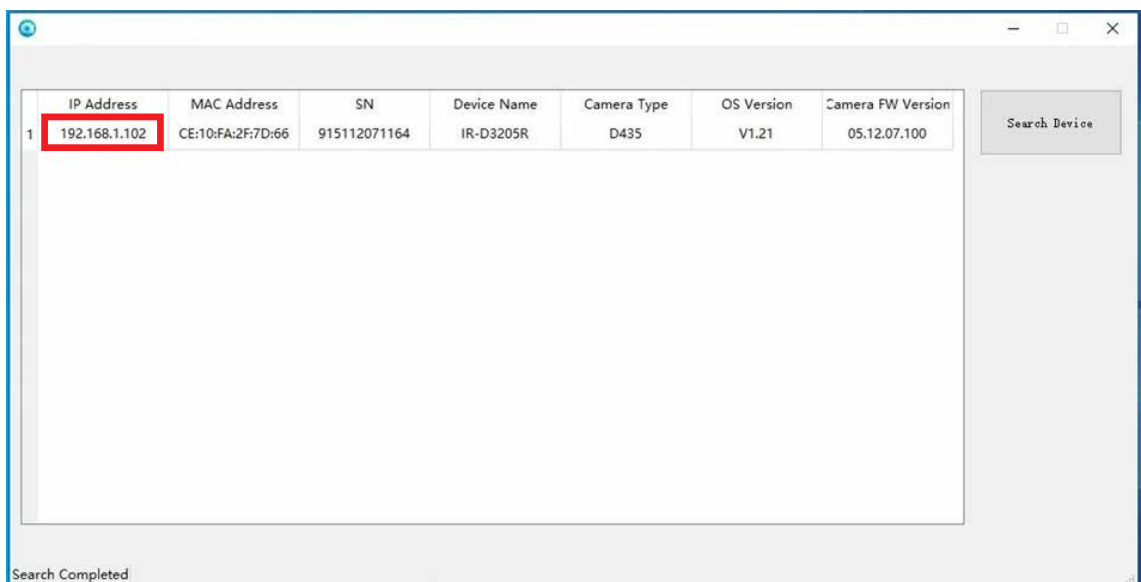 IP Address MAC Address SN Device Name Camera Type OS Version Camera FW Version
1 192.168.1.102 CE:10:FA:2F:7D:66 915112071164 IR-D3205R D435 V1.21 05.12.07.100
Search Device
Search Completed